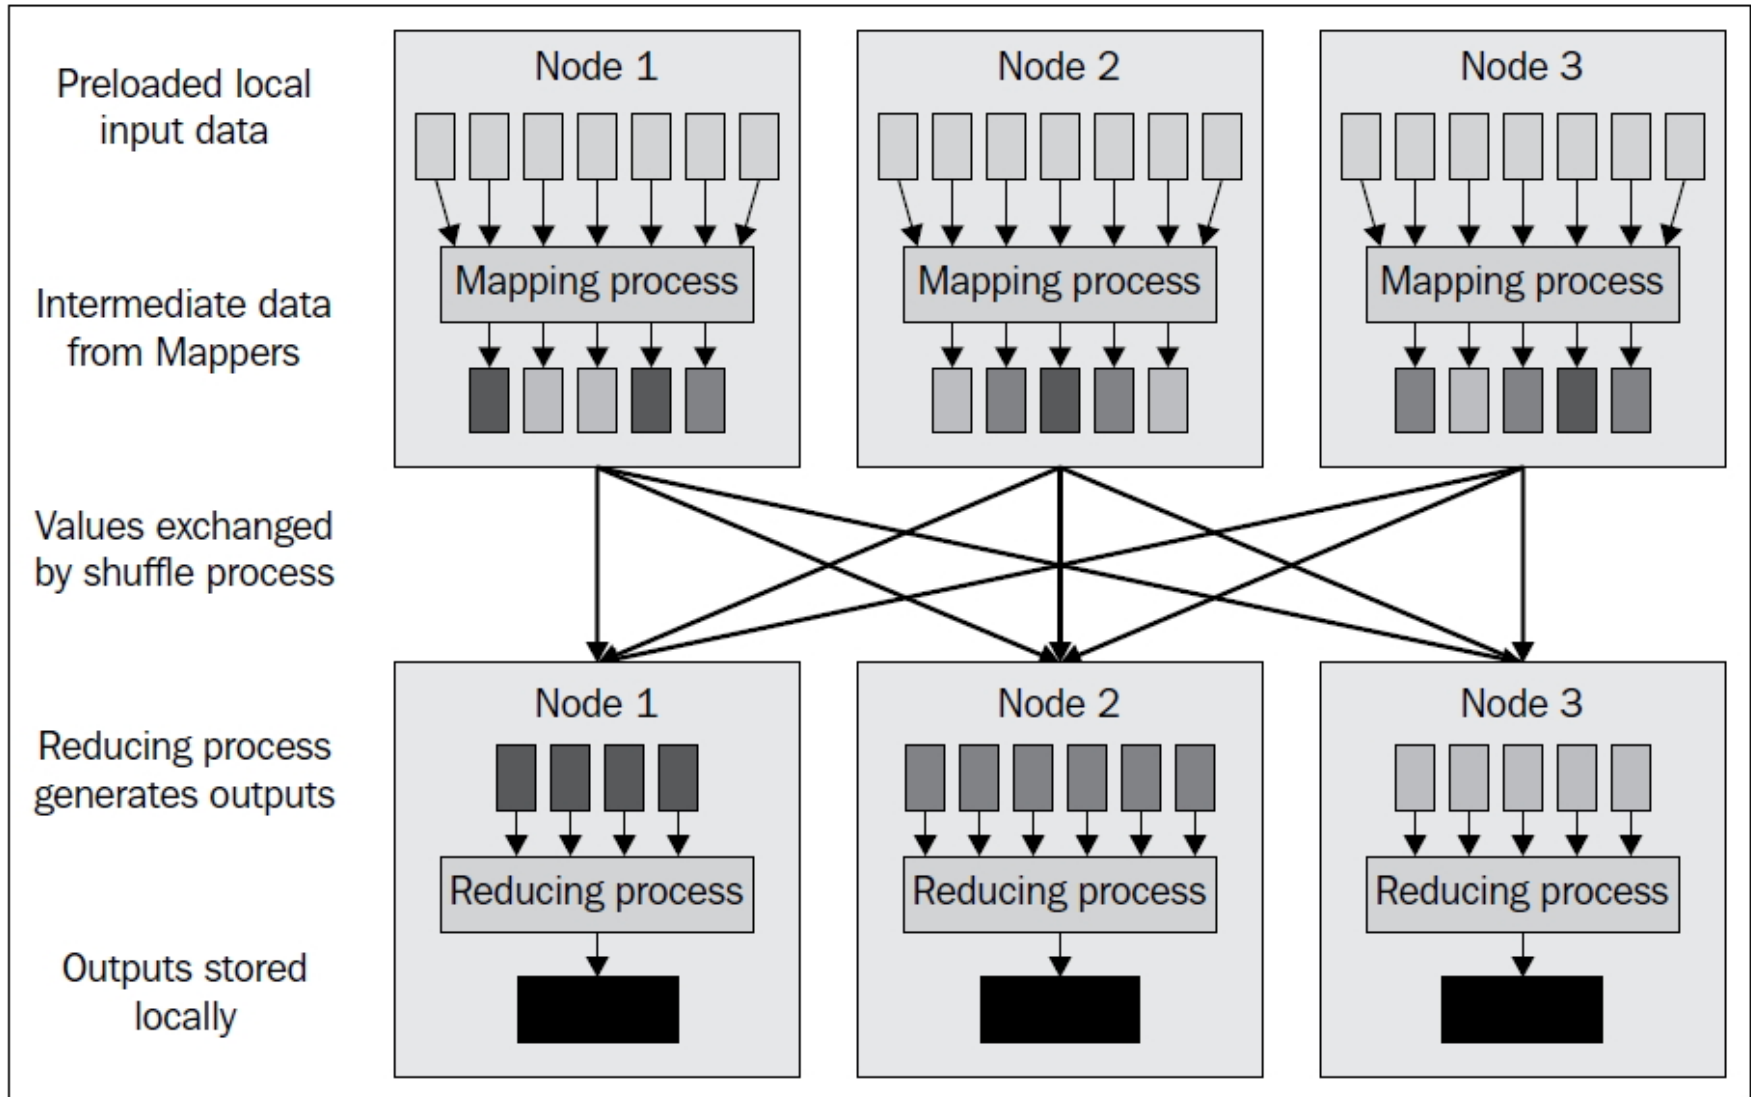 Preloaded local
input data
Node 1
Node 2
Node 3
Mapping process
Mapping process
Mapping process
Intermediate data
from Mappers
Values exchanged
by shuffle process
Node 1
Node 2
Node 3
Reducing process
generates outputs
Reducing process
Reducing process
Reducing process
Outputs stored
locally